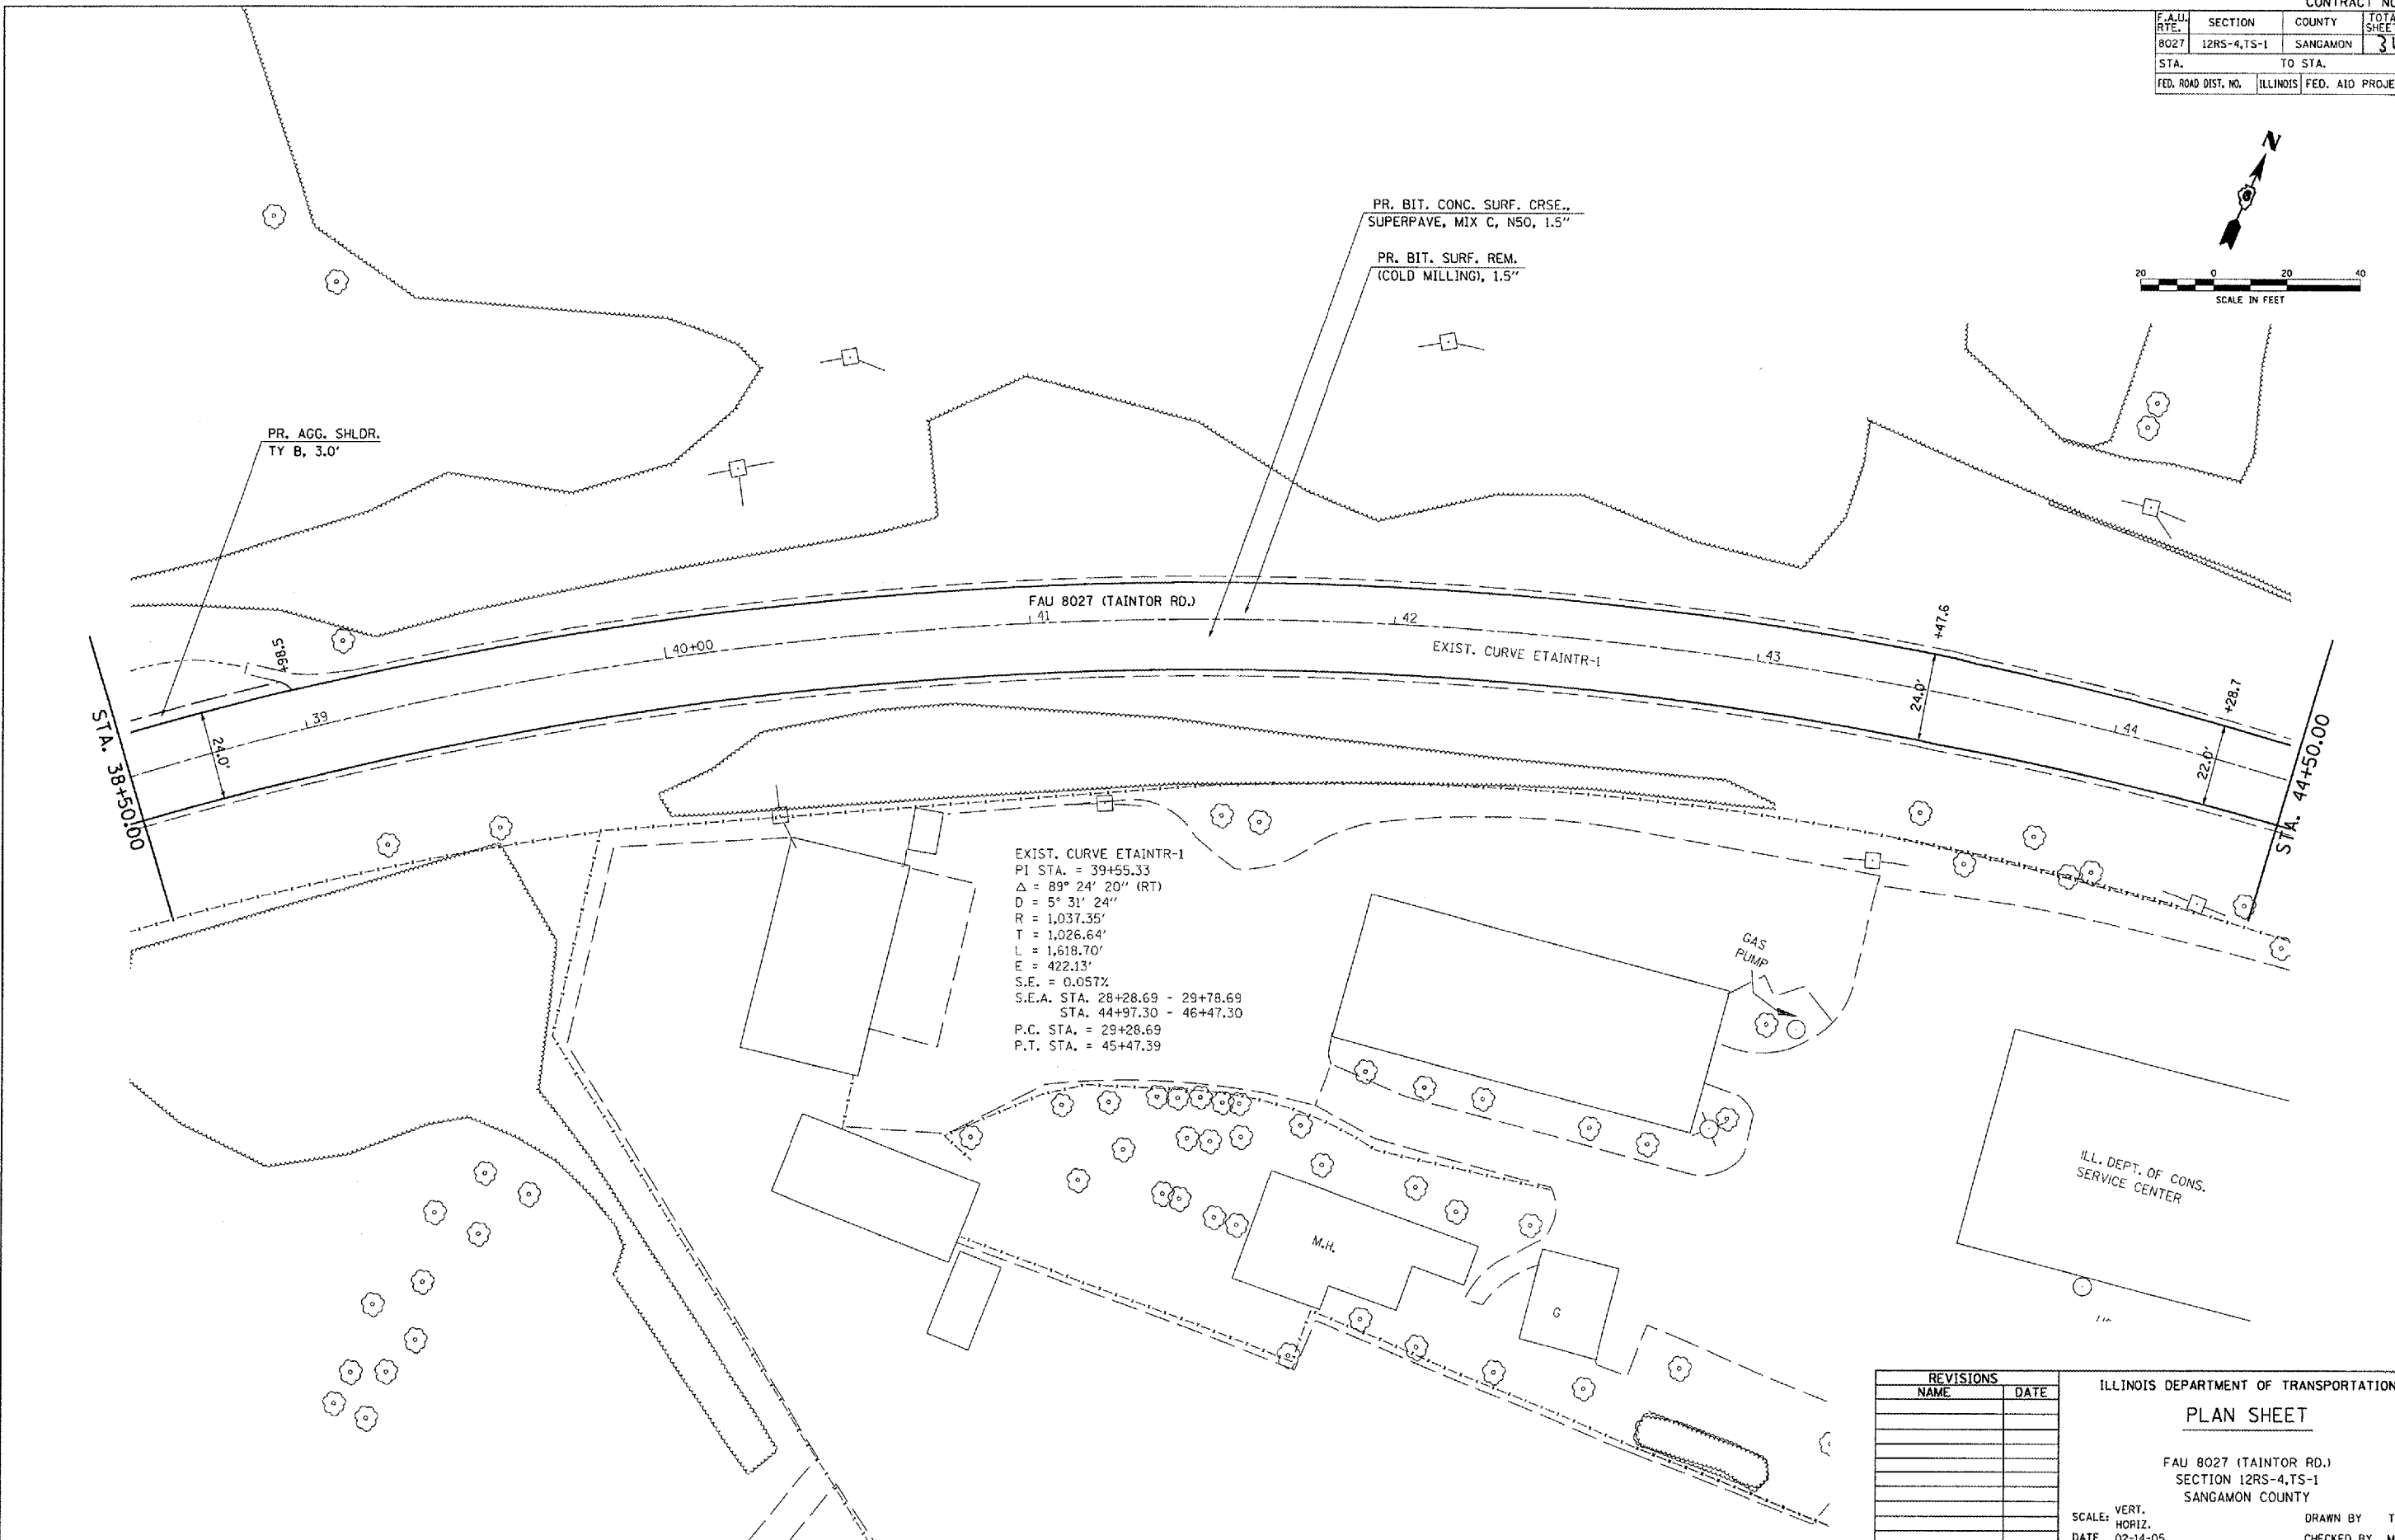 CONTRACT NO
F.A.U. RTE. SECTION COUNTY TOTA SHEET
8027 12RS-4,TS-1 SANGAMON
STA. TO STA.
FED. ROAD DIST. NO. ILLINOIS FED. AID PROJE
N
20 0 20 40
SCALE IN FEET
PR. BIT. CONC. SURF. CRSE.,
SUPERPAVE, MIX C, N50, 1.5"
PR. BIT. SURF. REM.
(COLD MILLING), 1.5"
PR. AGG. SHLDR.
TY B, 3.0'
FAU 8027 (TAINTOR RD.)
+98.5
39
40+00
41
42
43
44
EXIST. CURVE ETAINTR-1
+47.6
+28.7
24.0'
24.0'
22.0'
STA. 38+50.00
STA. 44+50.00
EXIST. CURVE ETAINTR-1
PI STA. = 39+55.33
Δ = 89° 24' 20" (RT)
D = 5° 31' 24"
R = 1,037.35'
T = 1,026.64'
L = 1,618.70'
E = 422.13'
S.E. = 0.057%
S.E.A. STA. 28+28.69 - 29+78.69
STA. 44+97.30 - 46+47.30
P.C. STA. = 29+28.69
P.T. STA. = 45+47.39
GAS
PUMP
ILL. DEPT. OF CONS.
SERVICE CENTER
M.H.
G
REVISIONS
NAME DATE
ILLINOIS DEPARTMENT OF TRANSPORTATION
PLAN SHEET
FAU 8027 (TAINTOR RD.)
SECTION 12RS-4,TS-1
SANGAMON COUNTY
SCALE: VERT.
HORIZ.
DRAWN BY T
DATE 02-14-05
CHECKED BY M